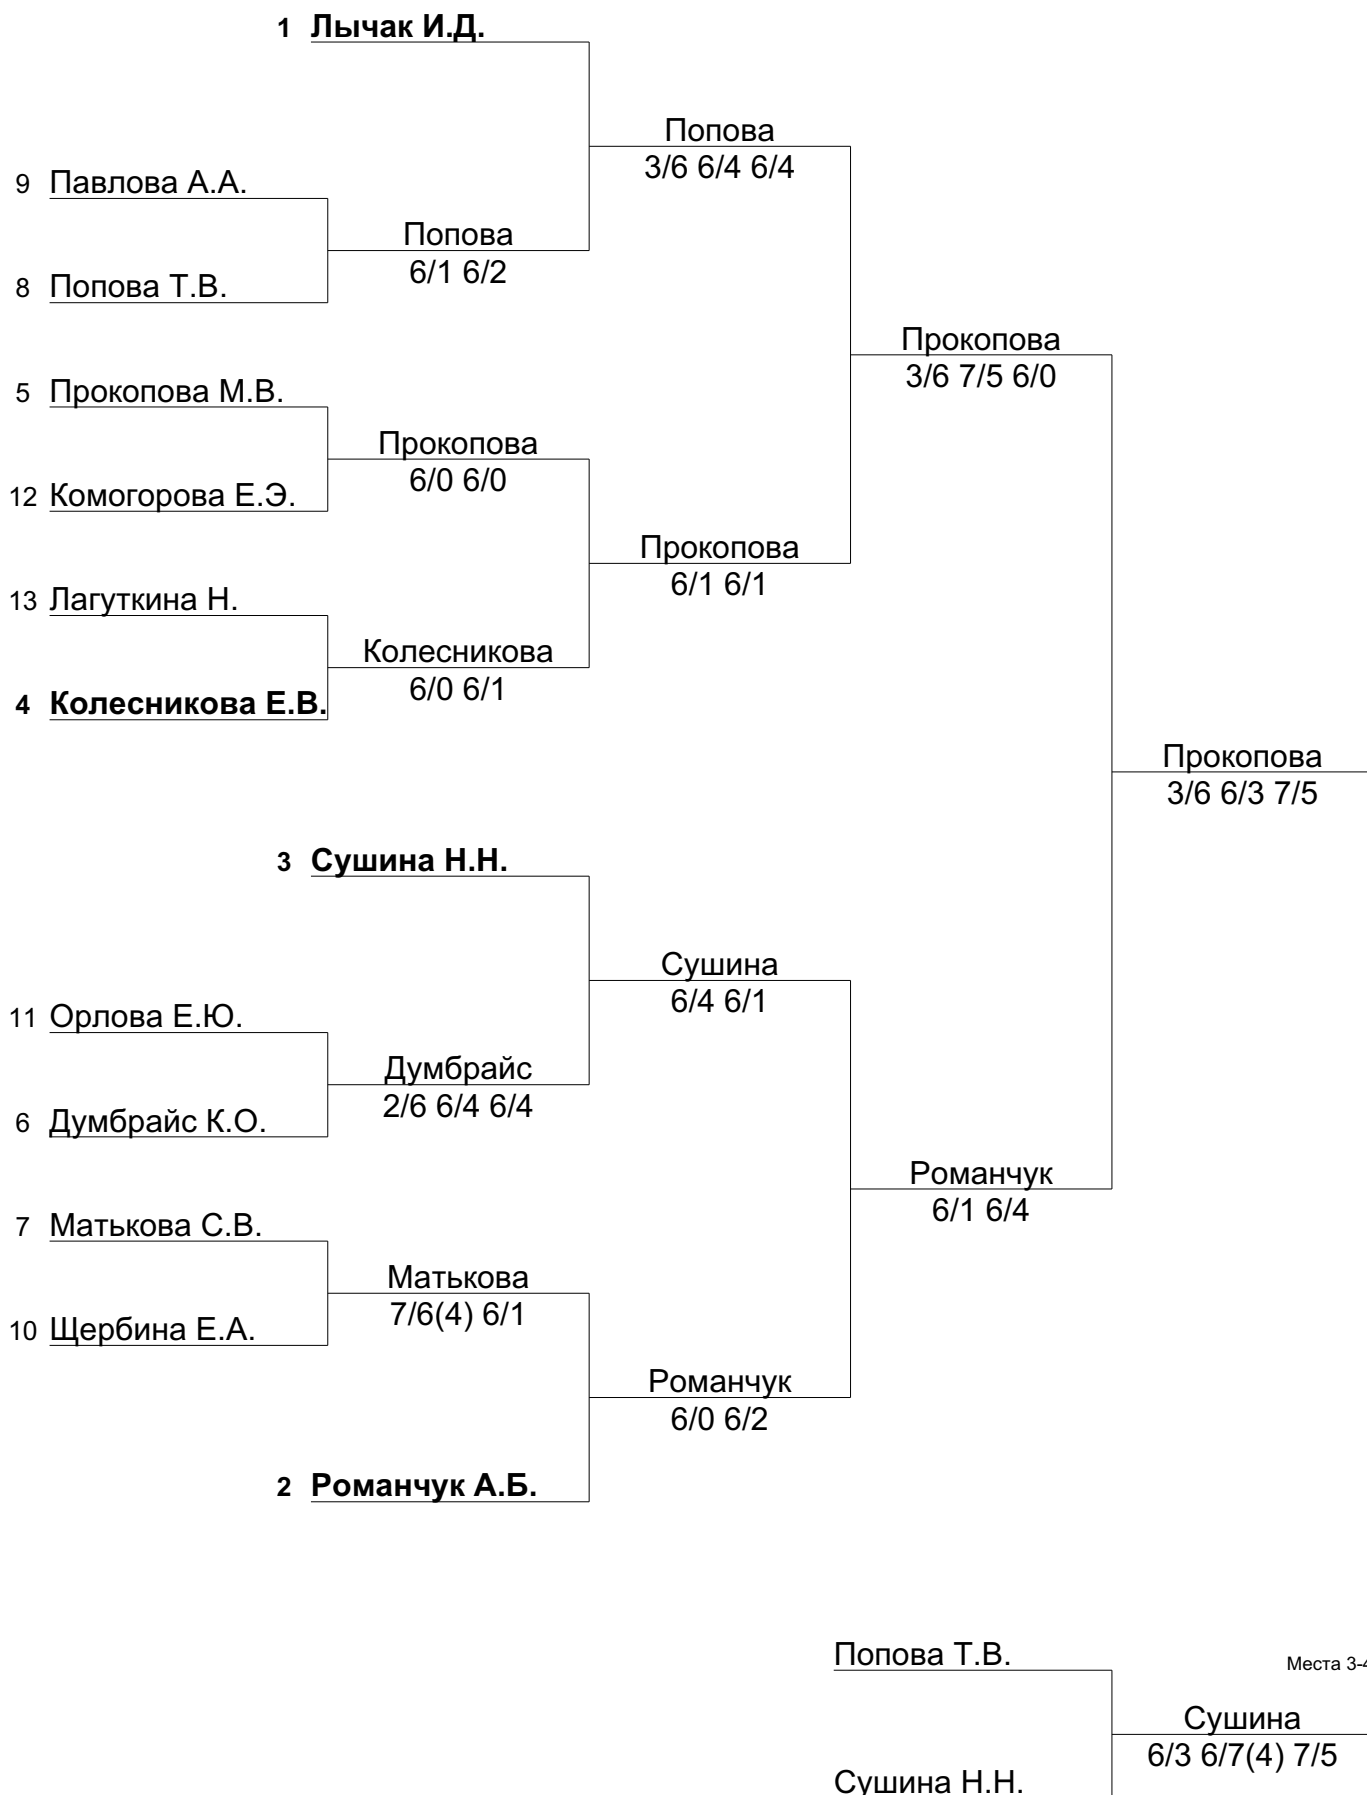 1 Лычак И.Д.
Попова
3/6 6/4 6/4
9 Павлова А.А.
Попова
6/1 6/2
8 Попова Т.В.
Прокопова
3/6 7/5 6/0
5 Прокопова М.В.
Прокопова
6/0 6/0
12 Комогорова Е.Э.
Прокопова
6/1 6/1
13 Лагуткина Н.
Колесникова
6/0 6/1
4 Колесникова Е.В.
Прокопова
3/6 6/3 7/5
3 Сушина Н.Н.
Сушина
6/4 6/1
11 Орлова Е.Ю.
Думбрайс
2/6 6/4 6/4
6 Думбрайс К.О.
Романчук
6/1 6/4
7 Матькова С.В.
Матькова
7/6(4) 6/1
10 Щербина Е.А.
Романчук
6/0 6/2
2 Романчук А.Б.
Попова Т.В.
Места 3-4
Сушина
6/3 6/7(4) 7/5
Сушина Н.Н.